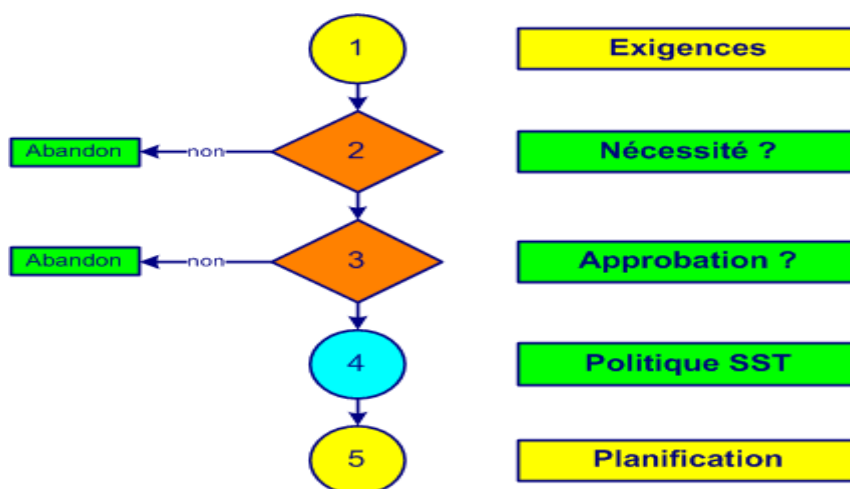 1 Exigences
Abandon non 2 Nécessité ?
Abandon non 3 Approbation ?
4 Politique SST
5 Planification